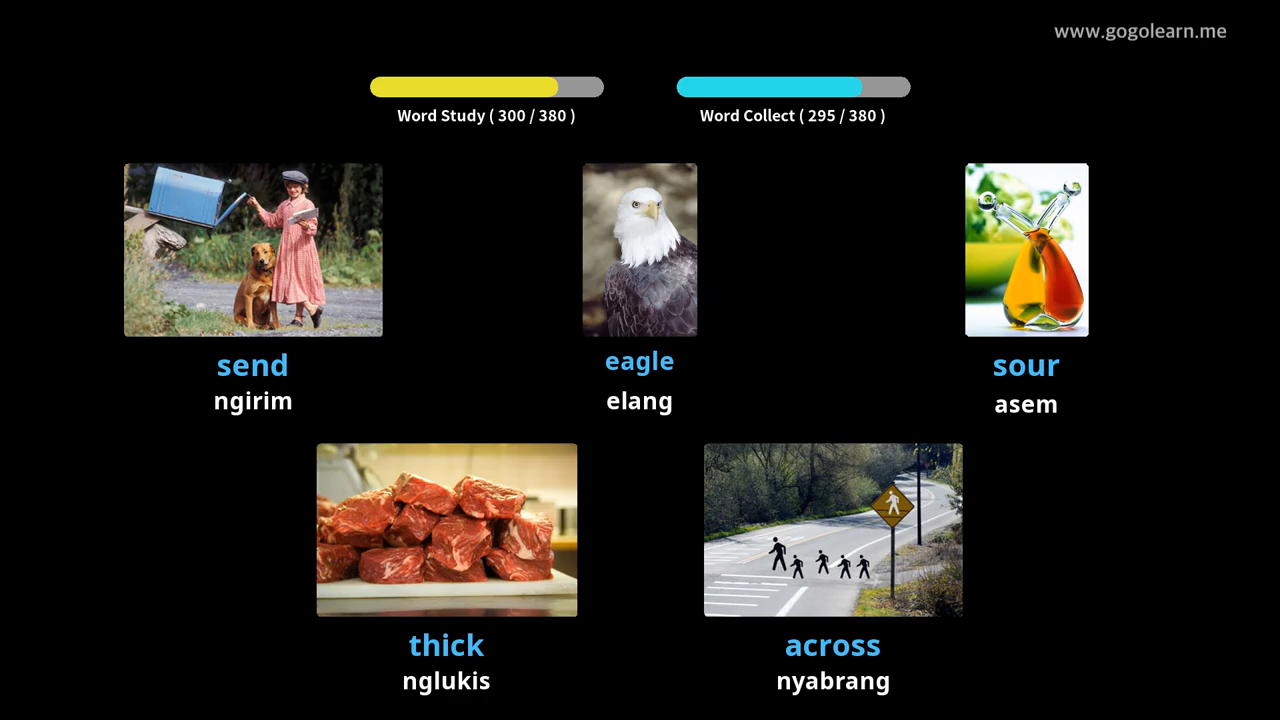 www.gogolearn.me
Word Study ( 300 / 380 )
Word Collect ( 295 / 380 )
send
ngirim
eagle
elang
sour
asem
thick
nglukis
across
nyabrang